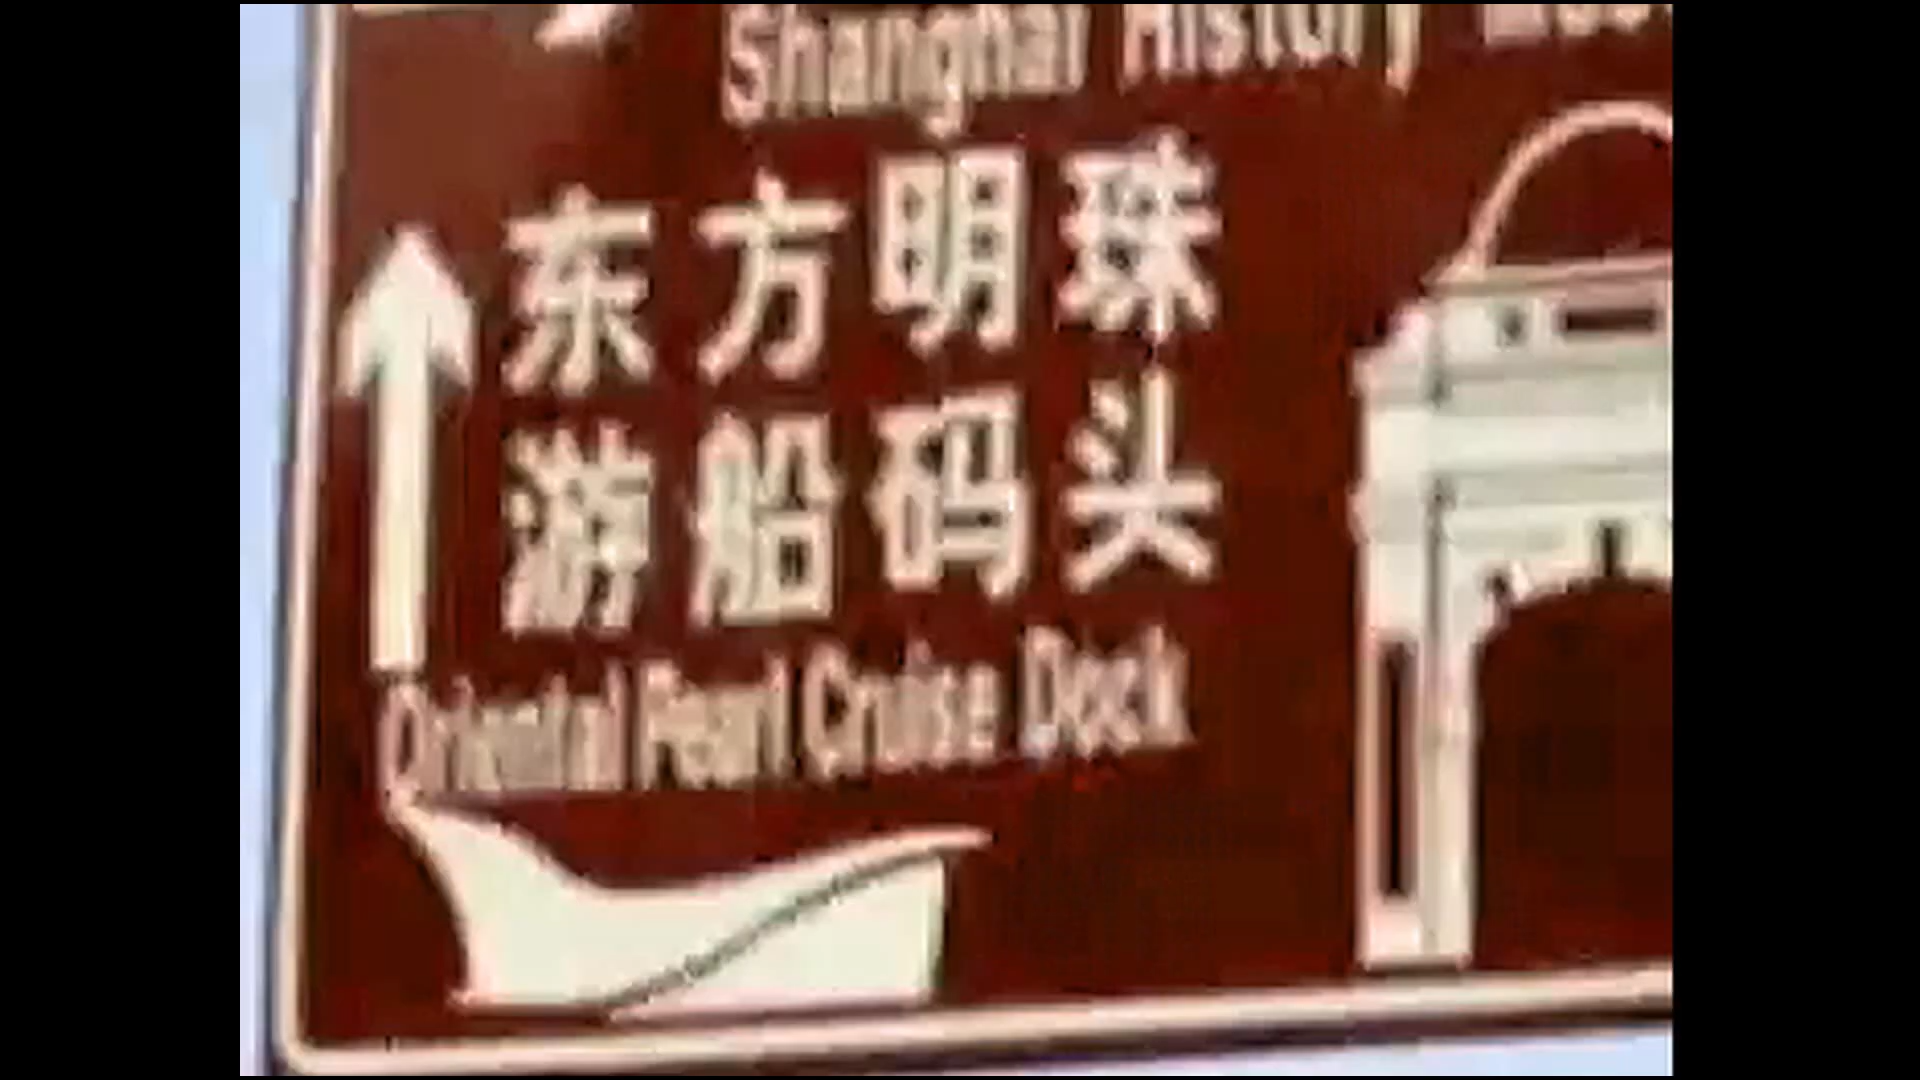 Shanghai History
东方明珠
游船码头
Oriental Pearl Cruise Dock